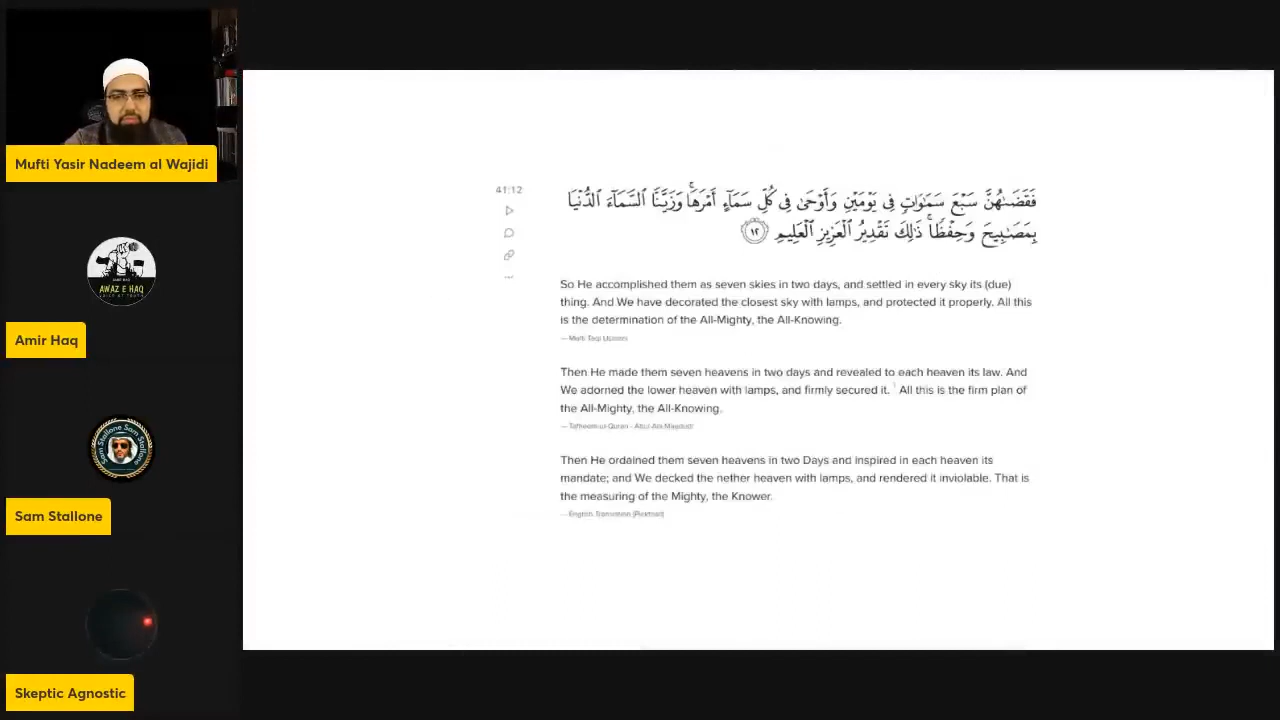 Mufti Yasir Nadeem al Wajidi
AWAZ E HAQ
Amir Haq
Sam Stallone Sam Stallone
Sam Stallone
Skeptic Agnostic
41:12
فَقَضَىٰهُنَّ سَبْعَ سَمَـٰوَاتٍ فِى يَوْمَيْنِ وَأَوْحَىٰ فِى كُلِّ سَمَآءٍ أَمْرَهَا ۚ وَزَيَّنَّا ٱلسَّمَآءَ ٱلدُّنْيَا
بِمَصَـٰبِيحَ وَحِفْظًا ۚ ذَٰلِكَ تَقْدِيرُ ٱلْعَزِيزِ ٱلْعَلِيمِ ١٢
So He accomplished them as seven skies in two days, and settled in every sky its (due)
thing. And We have decorated the closest sky with lamps, and protected it properly. All this
is the determination of the All-Mighty, the All-Knowing.
— Mufti Taqi Usmani
Then He made them seven heavens in two days and revealed to each heaven its law. And
We adorned the lower heaven with lamps, and firmly secured it. 1 All this is the firm plan of
the All-Mighty, the All-Knowing.
— Tafheem-ul-Quran - Abul Ala Maududi
Then He ordained them seven heavens in two Days and inspired in each heaven its
mandate; and We decked the nether heaven with lamps, and rendered it inviolable. That is
the measuring of the Mighty, the Knower.
— English Translation (Pickthall)